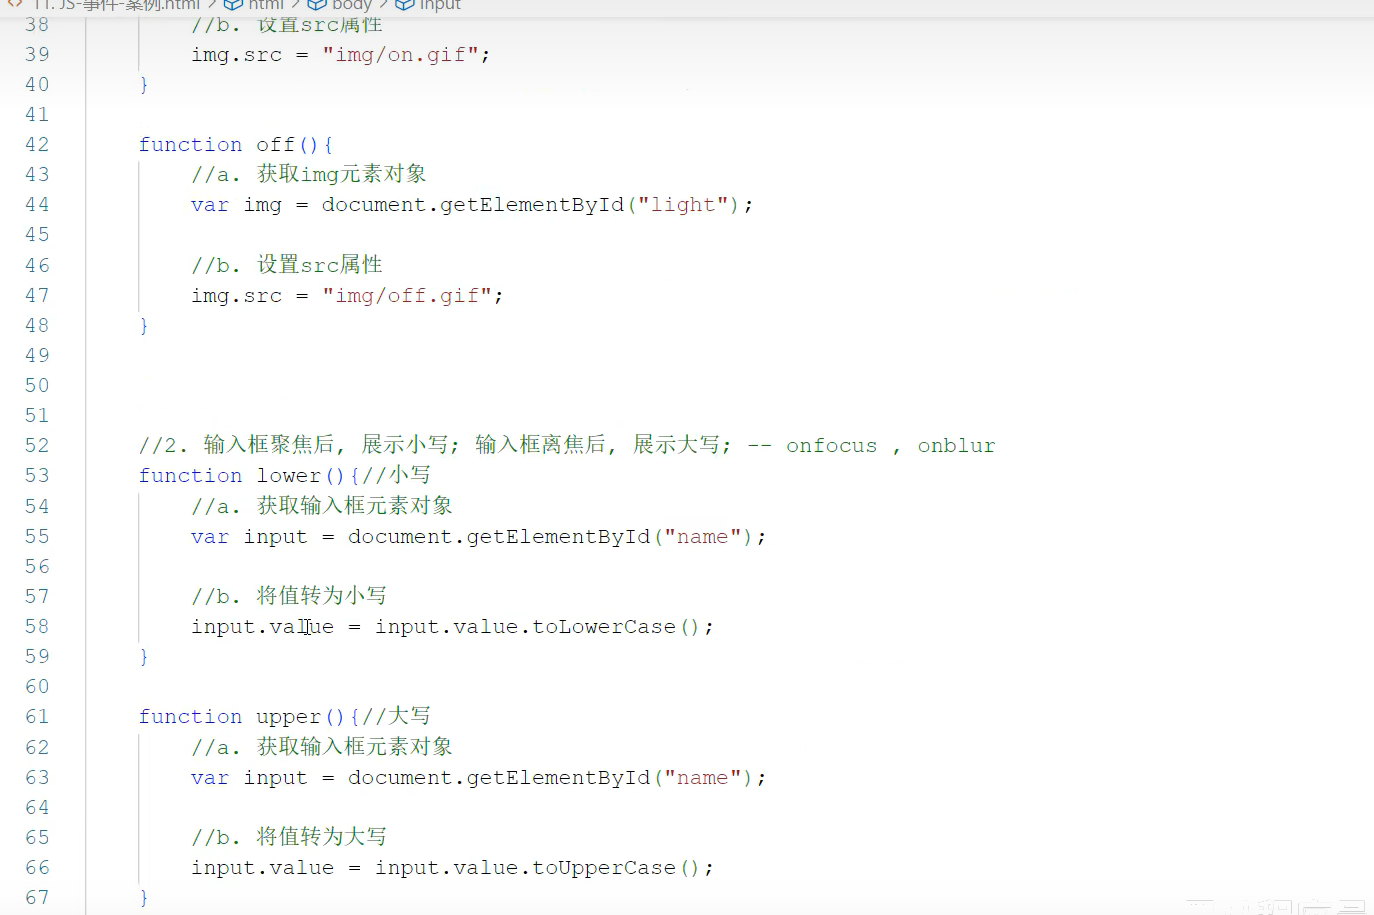 11. JS-事件-案例.html > html > body > input
38 //b. 设置src属性
39 img.src = "img/on.gif";
40 }
41
42 function off(){
43 //a. 获取img元素对象
44 var img = document.getElementById("light");
45
46 //b. 设置src属性
47 img.src = "img/off.gif";
48 }
49
50
51
52 //2. 输入框聚焦后, 展示小写; 输入框离焦后, 展示大写; -- onfocus , onblur
53 function lower(){//小写
54 //a. 获取输入框元素对象
55 var input = document.getElementById("name");
56
57 //b. 将值转为小写
58 input.value = input.value.toLowerCase();
59 }
60
61 function upper(){//大写
62 //a. 获取输入框元素对象
63 var input = document.getElementById("name");
64
65 //b. 将值转为大写
66 input.value = input.value.toUpperCase();
67 }